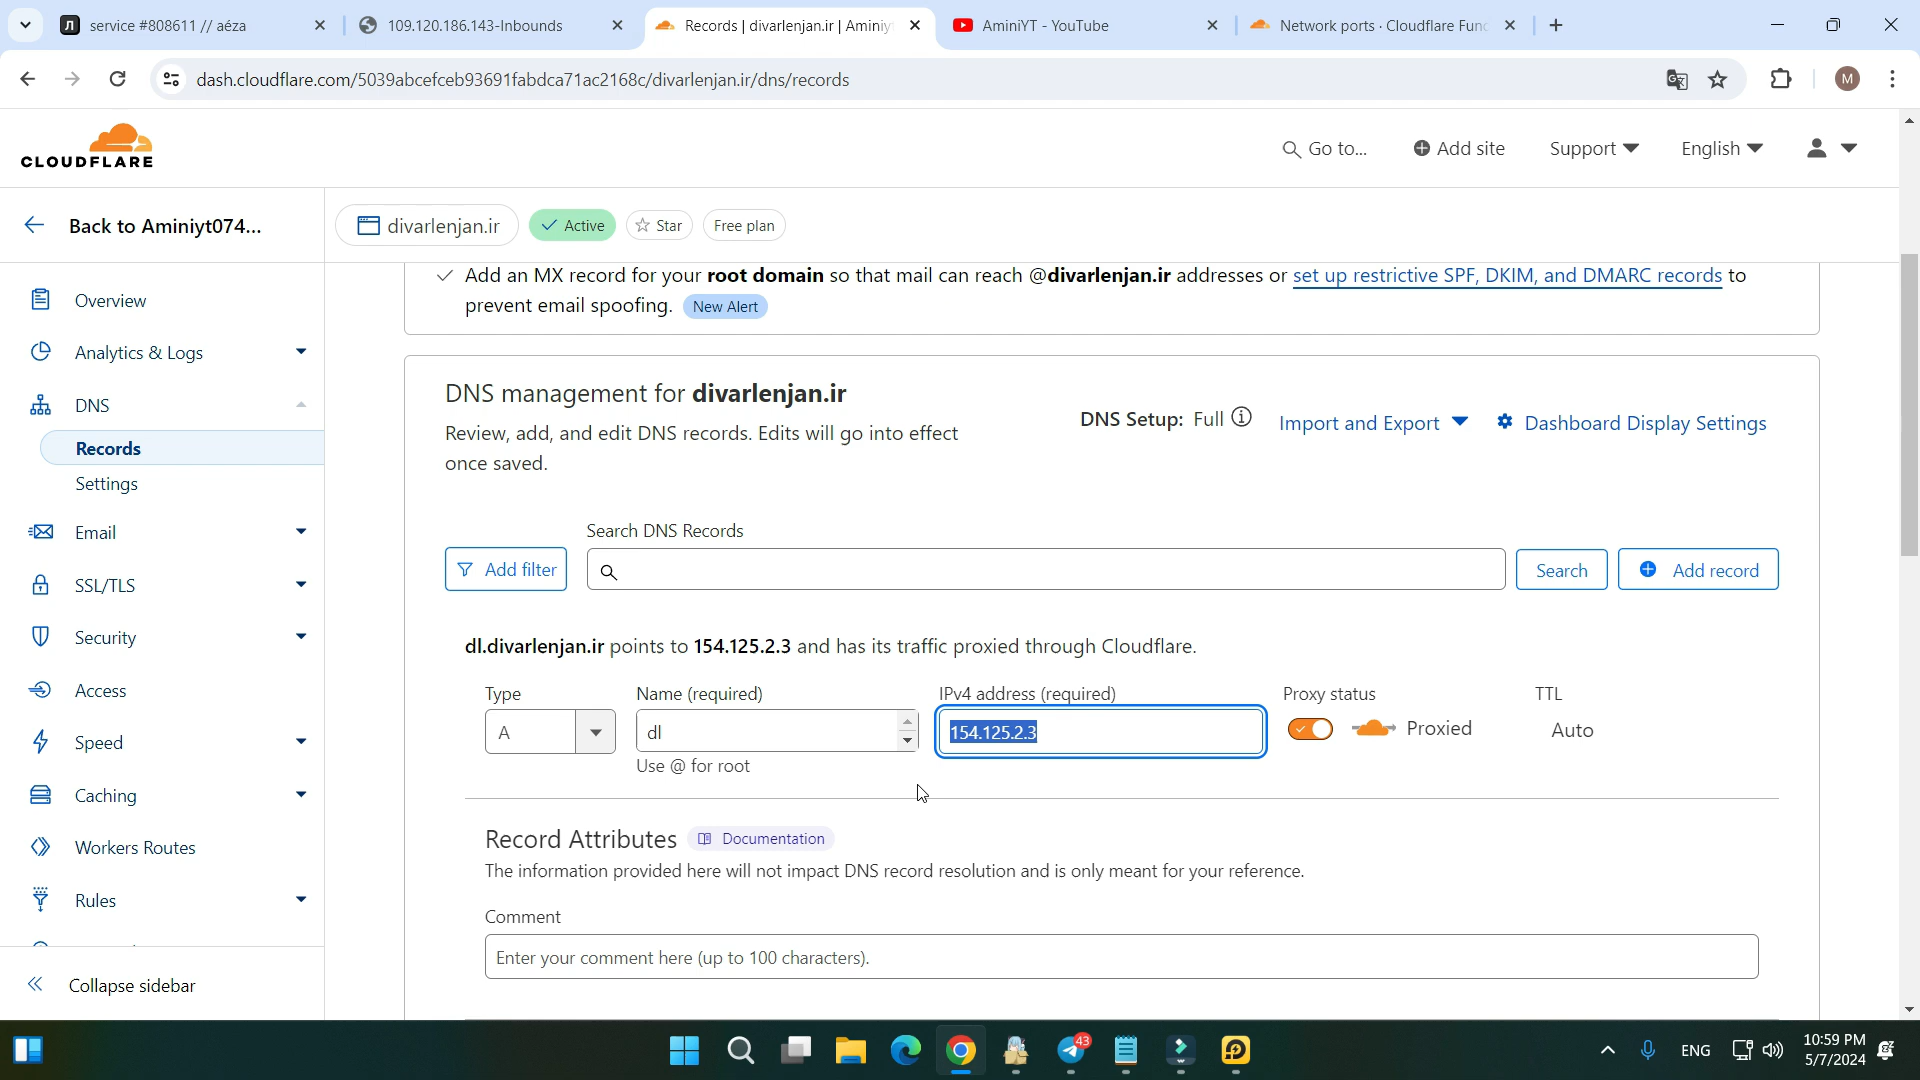 service #808611 // aéza
109.120.186.143-Inbounds
Records | divarlenjan.ir | Aminiy
AminiYT - YouTube
Network ports · Cloudflare Fund
dash.cloudflare.com/5039abcefceb93691fabdca71ac2168c/divarlenjan.ir/dns/records
M
CLOUDFLARE
Go to...
Add site
Support
English
Back to Aminiyt074...
divarlenjan.ir
Active
Star
Free plan
Overview
Analytics & Logs
DNS
Records
Settings
Email
SSL/TLS
Security
Access
Speed
Caching
Workers Routes
Rules
Collapse sidebar
Add an MX record for your root domain so that mail can reach @divarlenjan.ir addresses or set up restrictive SPF, DKIM, and DMARC records to
prevent email spoofing. New Alert
DNS management for divarlenjan.ir
Review, add, and edit DNS records. Edits will go into effect
once saved.
DNS Setup: Full
Import and Export
Dashboard Display Settings
Search DNS Records
Add filter
Search
Add record
dl.divarlenjan.ir points to 154.125.2.3 and has its traffic proxied through Cloudflare.
Type
Name (required)
IPv4 address (required)
Proxy status
TTL
A
dl
154.125.2.3
Proxied
Auto
Use @ for root
Record Attributes
Documentation
The information provided here will not impact DNS record resolution and is only meant for your reference.
Comment
Enter your comment here (up to 100 characters).
43
ENG
10:59 PM
5/7/2024